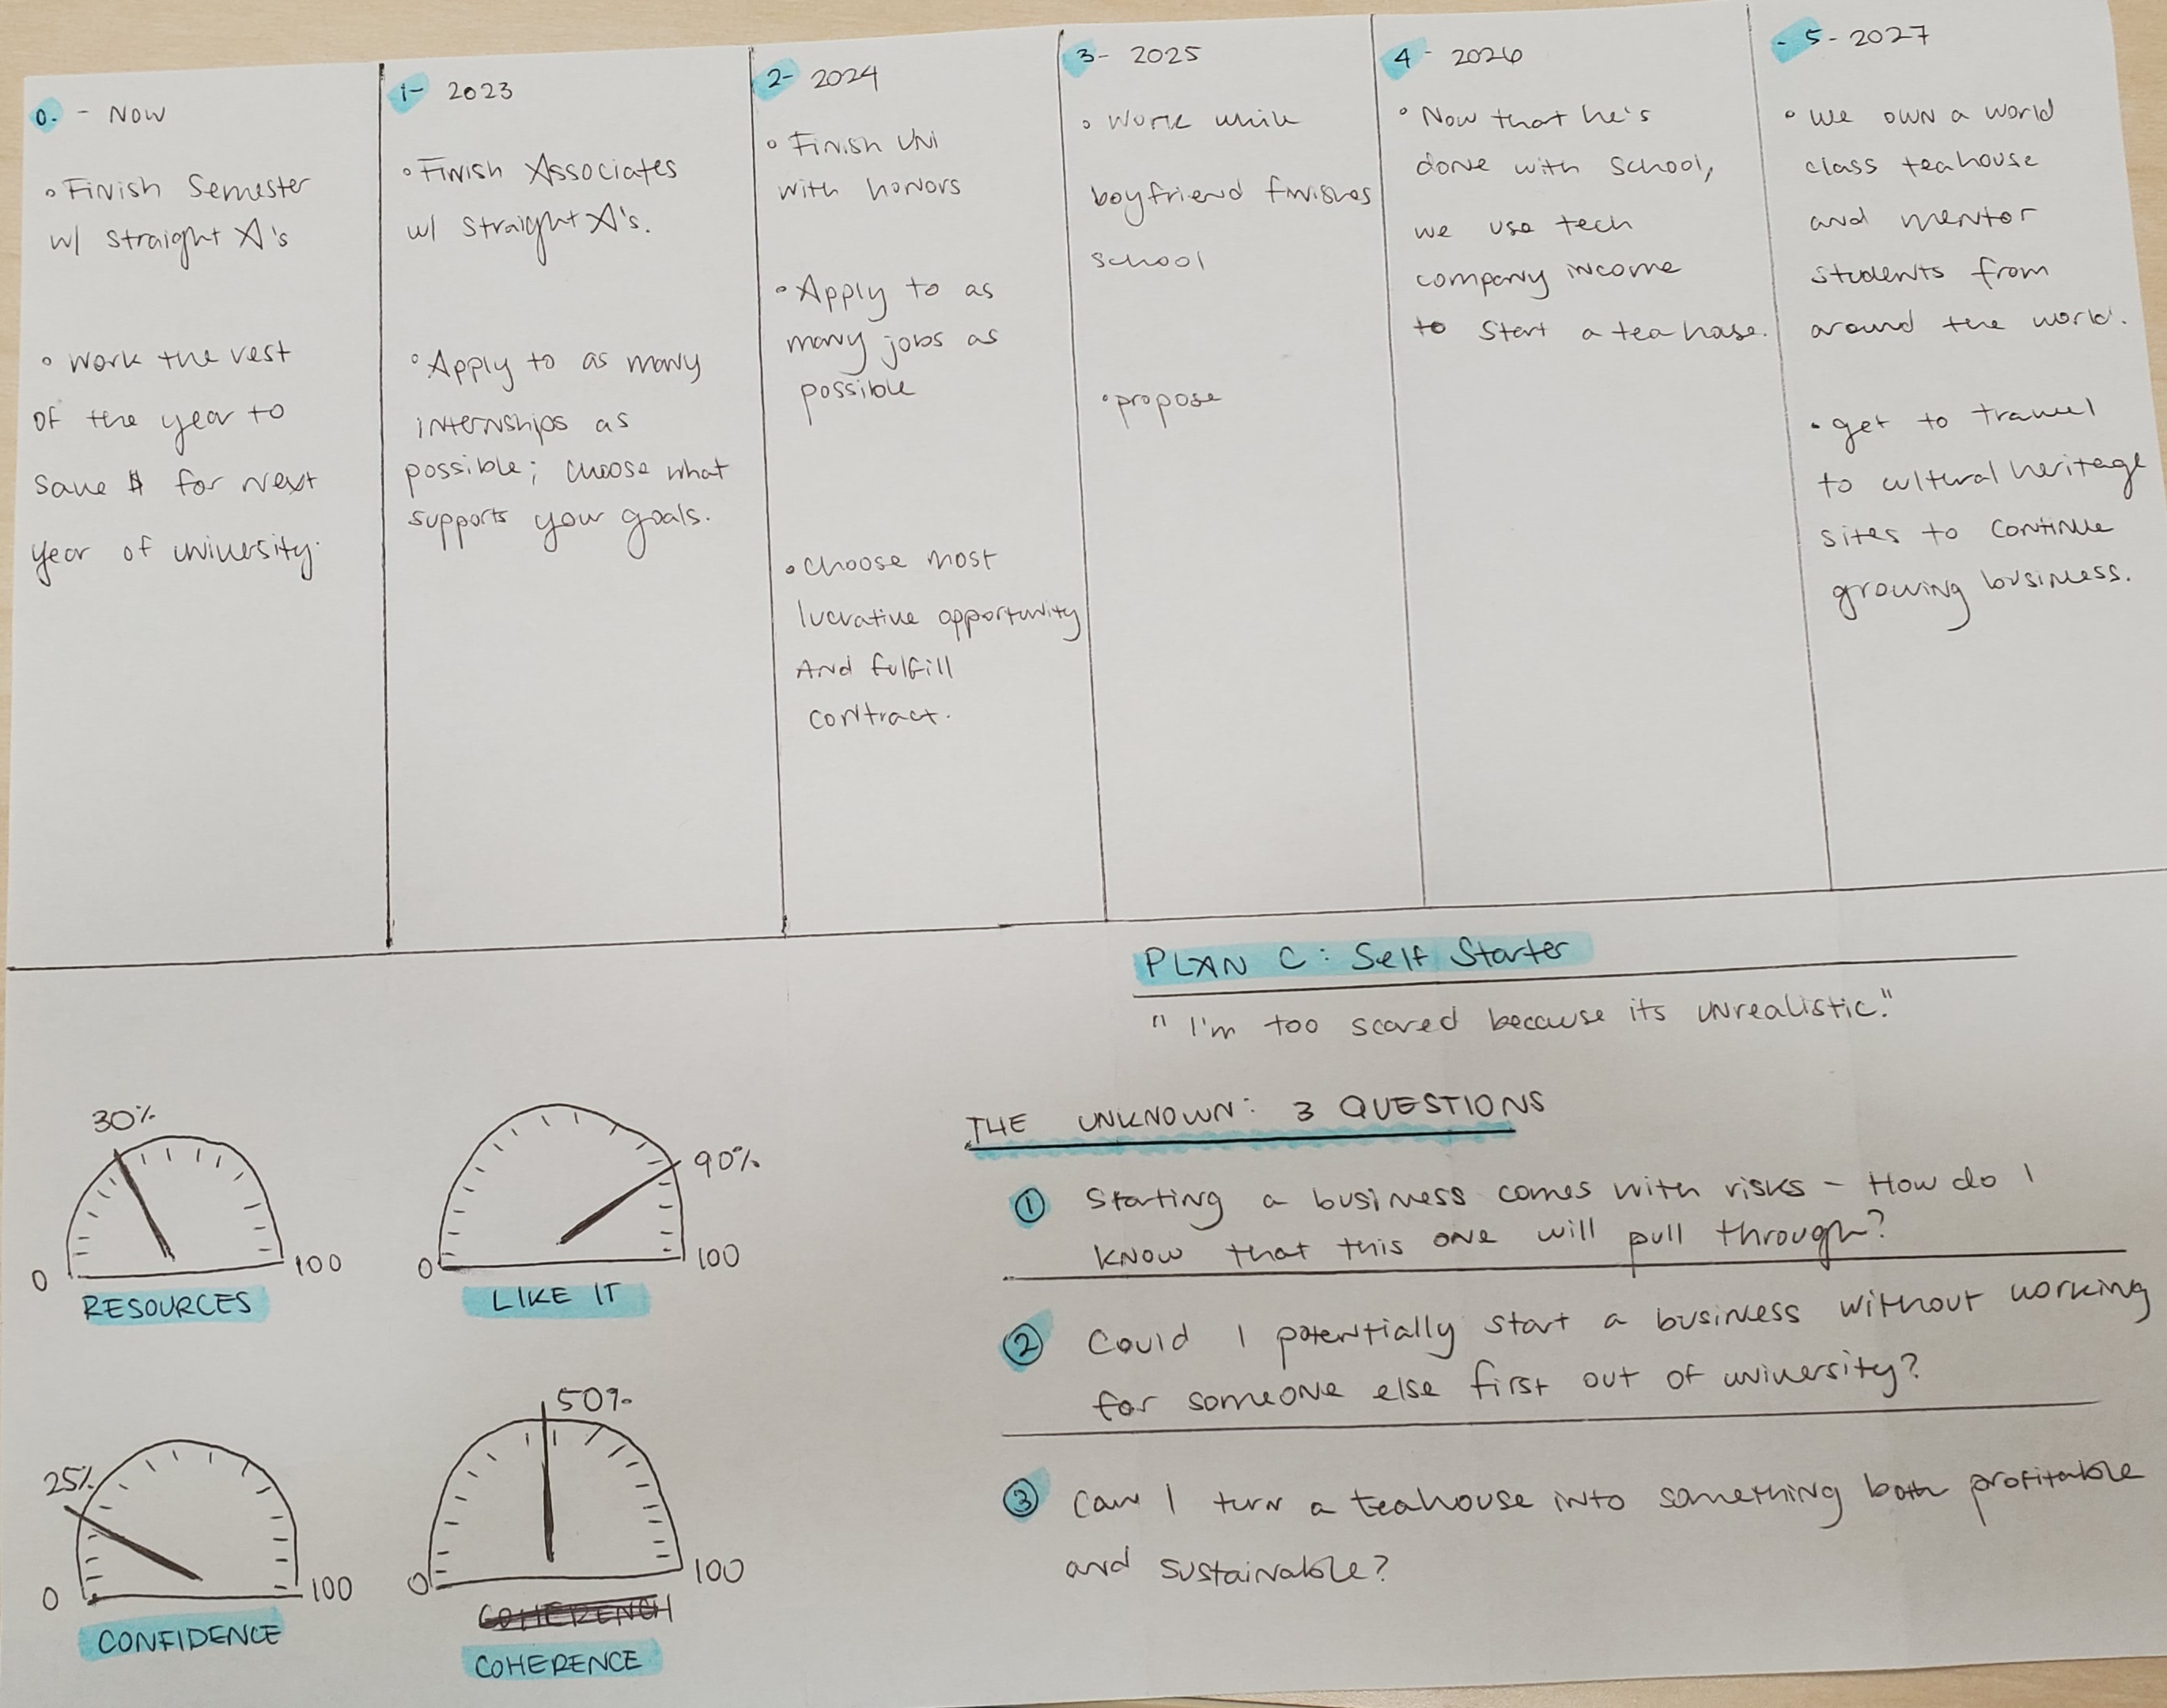 0. - NOW
• Finish Semester
w/ straight A's
• Work the rest
of the year to
save $ for next
year of university.
1- 2023
• Finish Associates
w/ straight A's.
• Apply to as many
internships as
possible; choose what
supports your goals.
2- 2024
• Finish Uni
with honors
• Apply to as
many jobs as
possible
• Choose most
lucrative opportunity
And fulfill
contract.
3- 2025
• Work while
boyfriend finishes
school
• propose
4 - 2026
• Now that he's
done with school,
we use tech
company income
to start a teahouse.
- 5 - 2027
• We own a world
class teahouse
and mentor
students from
around the world.
• get to travel
to cultural heritage
sites to continue
growing business.
PLAN C: Self Starter
"I'm too scared because its unrealistic."
30%
0 100
RESOURCES
90%
0 100
LIKE IT
25%
0 100
CONFIDENCE
50%
0 100
COHERENCE
THE UNKNOWN: 3 QUESTIONS
① Starting a business comes with risks - How do I
know that this one will pull through?
② Could I potentially start a business without working
for someone else first out of university?
③ Can I turn a teahouse into something both profitable
and sustainable?